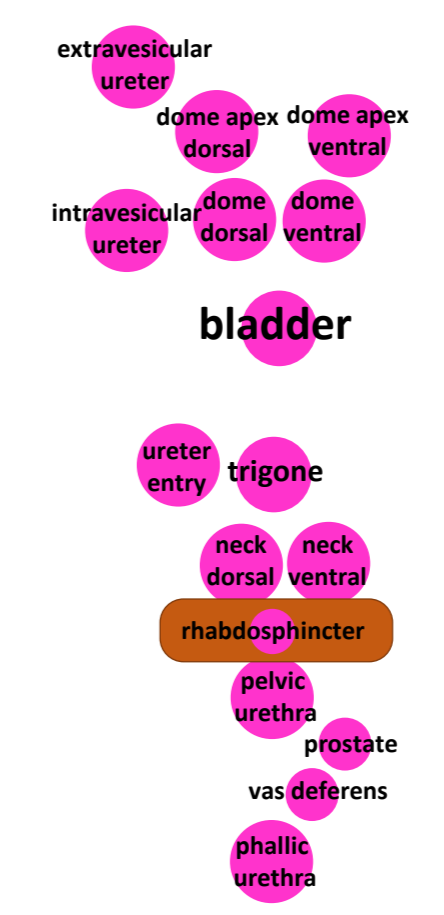 extravesicular
ureter
dome apex
dorsal
dome apex
ventral
intravesicular
ureter
dome
dorsal
dome
ventral
bladder
ureter
entry
trigone
neck
dorsal
neck
ventral
rhabdosphincter
pelvic
urethra
prostate
vas deferens
phallic
urethra